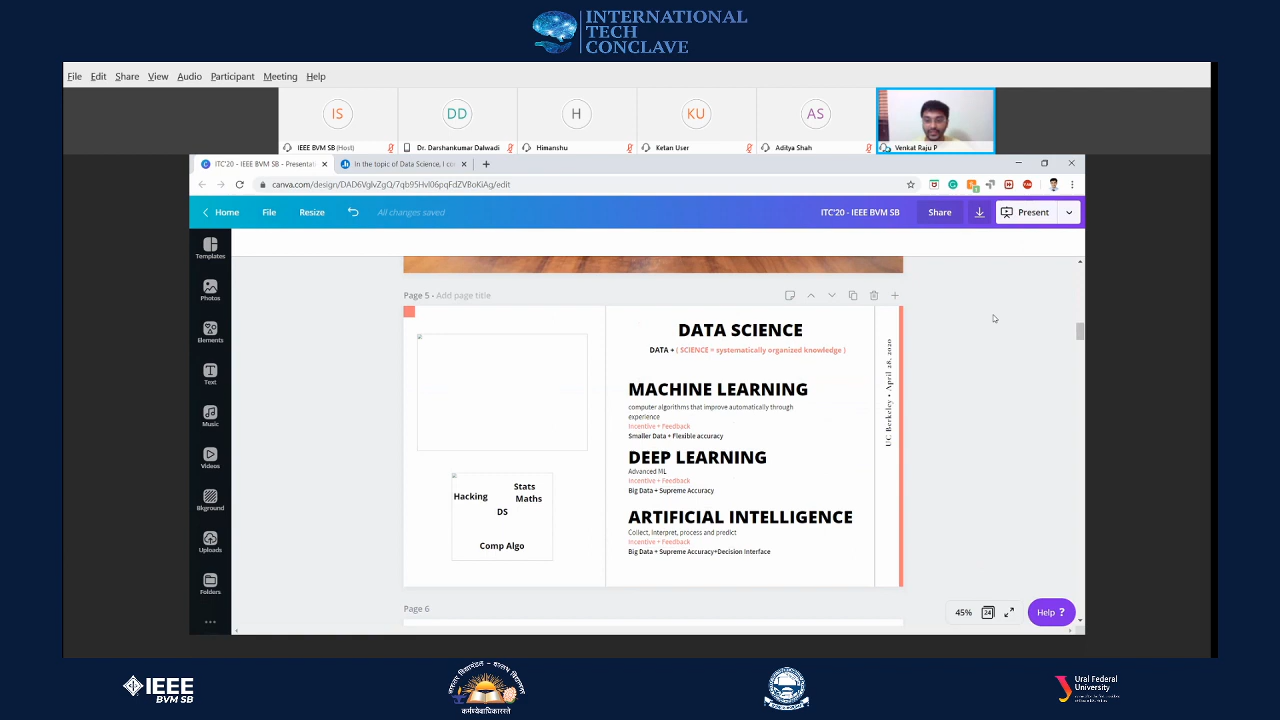 INTERNATIONAL
TECH
CONCLAVE
File Edit Share View Audio Participant Meeting Help
IS
DD
H
KU
AS
IEEE BVM SB (Host)
Dr. Darshankumar Dalwadi
Himanshu
Ketan User
Aditya Shah
Venkat Raju P
ITC'20 - IEEE BVM SB - Presenta
In the topic of Data Science, I co
Home
File
Resize
All changes saved
ITC'20 - IEEE BVM SB
Share
Present
Templates
Photos
Elements
Text
Music
Videos
Bkground
Uploads
Folders
Page 5 - Add page title
Stats
Hacking
Maths
DS
Comp Algo
DATA SCIENCE
DATA + ( SCIENCE = systematically organized knowledge )
MACHINE LEARNING
computer algorithms that improve automatically through
experience
Incentive + Feedback
Smaller Data + Flexible accuracy
DEEP LEARNING
Advanced ML
Incentive + Feedback
Big Data + Supreme Accuracy
ARTIFICIAL INTELLIGENCE
Collect, Interpret, process and predict
Incentive + Feedback
Big Data + Supreme Accuracy+Decision Interface
UC Berkeley • April 28, 2020
Page 6
45%
24
Help ?
IEEE
BVM SB
Ural Federal
University